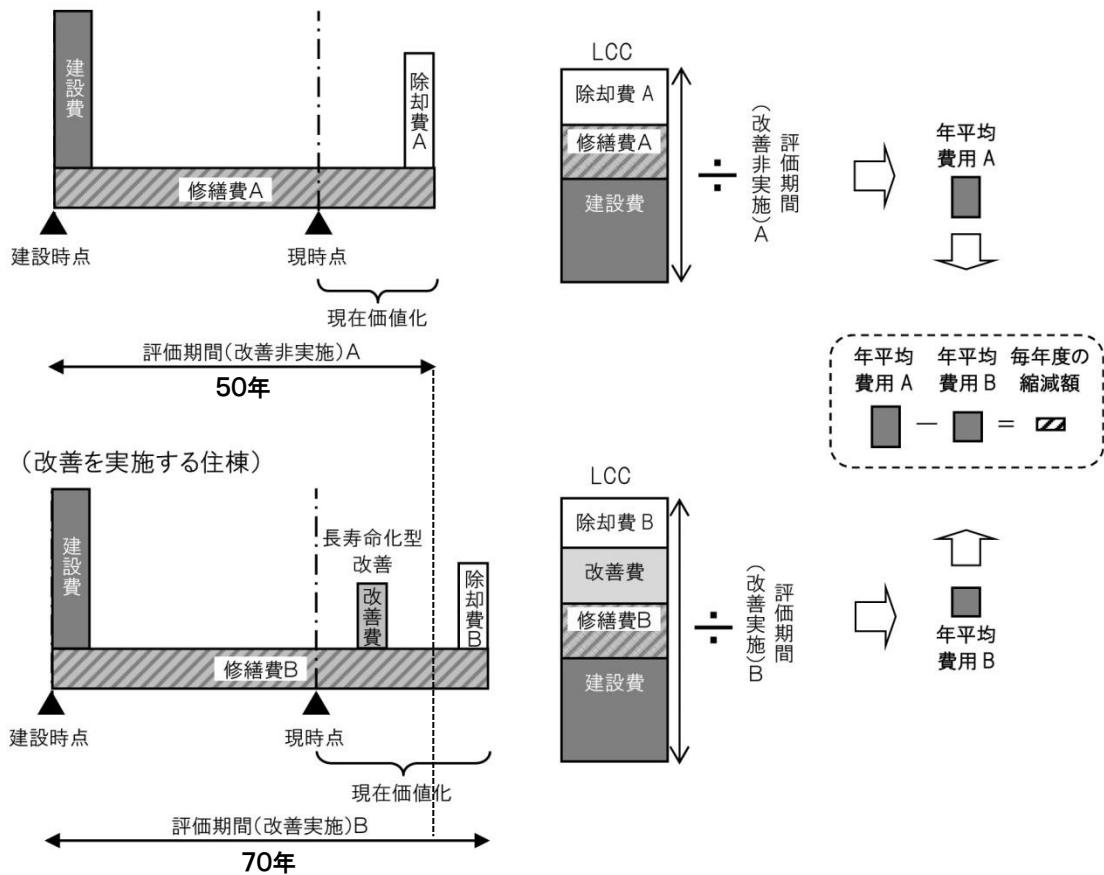 建設費
除却費A
修繕費A
建設時点
現時点
現在価値化
評価期間(改善非実施)A
50年
LCC
除却費A
修繕費A
建設費
÷
評価期間
(改善非実施)A
年平均
費用A
年平均
費用A
年平均
費用B
毎年度の
縮減額
－
＝
(改善を実施する住棟)
建設費
長寿命化型
改善
改善費
除却費B
修繕費B
建設時点
現時点
現在価値化
評価期間(改善実施)B
70年
LCC
除却費B
改善費
修繕費B
建設費
÷
評価期間
(改善実施)B
年平均
費用B